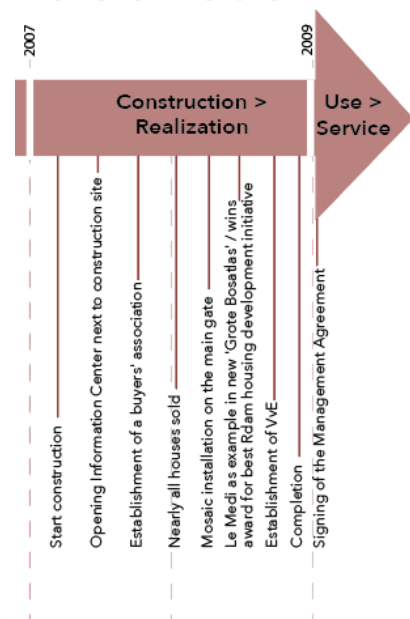 2007
2009
Construction >
Realization
Use >
Service
Start construction
Opening Information Center next to construction site
Establishment of a buyers' association
Nearly all houses sold
Mosaic installation on the main gate
Le Medi as example in new 'Grote Bosatlas' / wins
award for best Rdam housing development initiative
Establishment of VvE
Completion
Signing of the Management Agreement